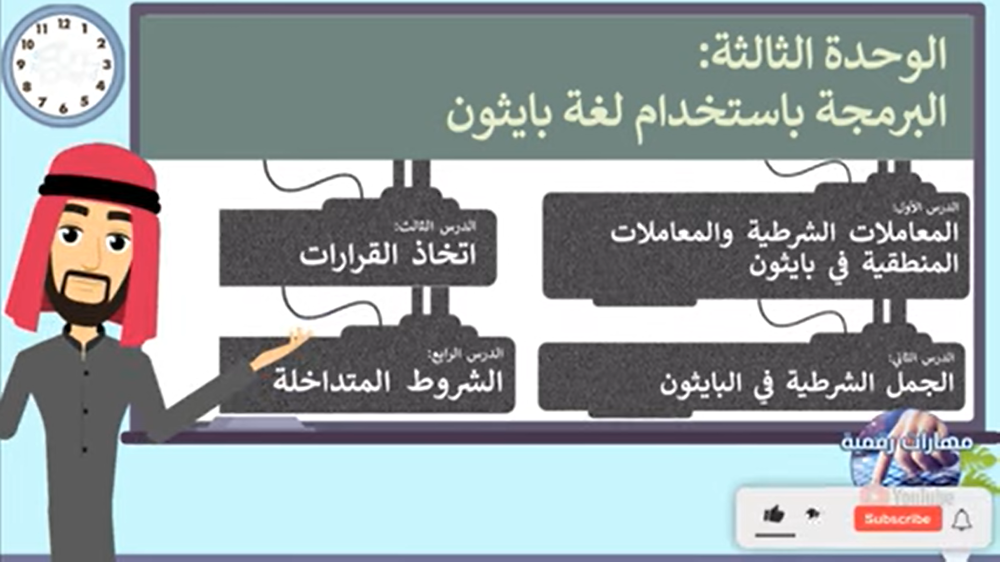 الوحدة الثالثة:
البرمجة باستخدام لغة بايثون
الدرس الأول:
المعاملات الشرطية والمعاملات
المنطقية في بايثون
الدرس الثاني:
الجمل الشرطية في البايثون
الدرس الثالث:
اتخاذ القرارات
الدرس الرابع:
الشروط المتداخلة
12
1
2
3
4
5
6
7
8
9
10
11
مهارات رقمية
YouTube
Subscribe